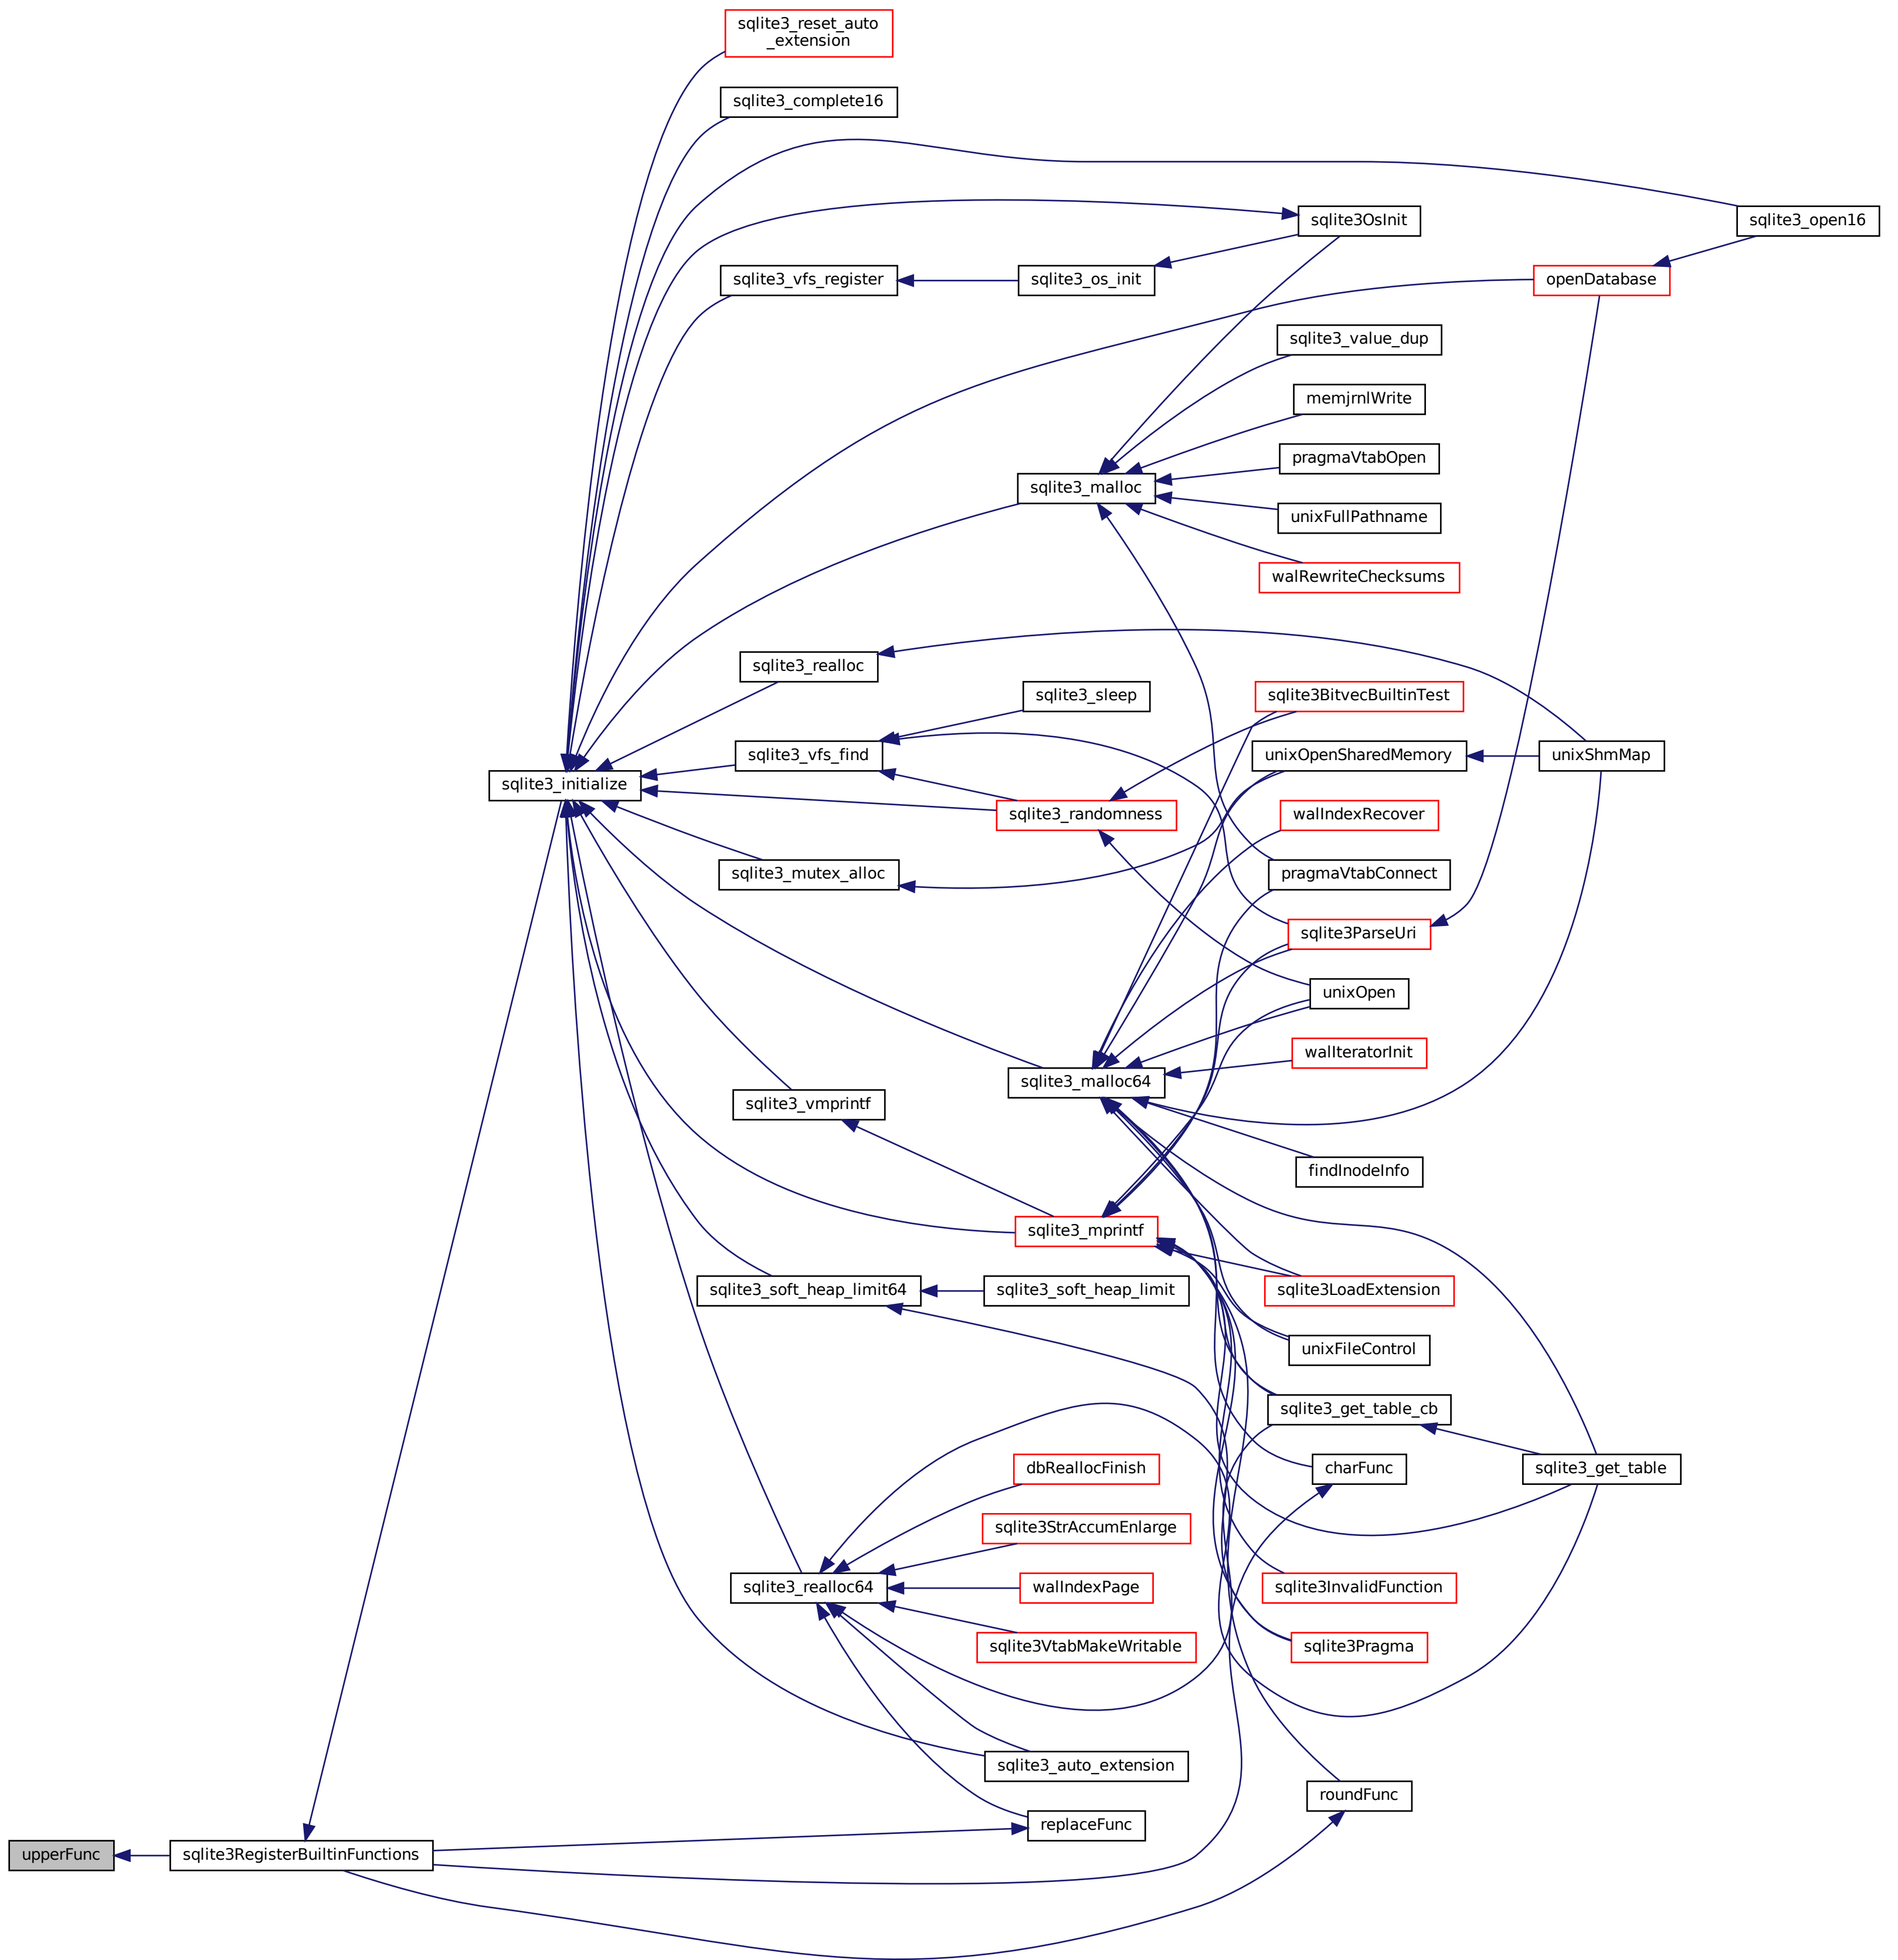 sqlite3_reset_auto
_extension
sqlite3_complete16
sqlite3OsInit
sqlite3_open16
sqlite3_vfs_register
sqlite3_os_init
openDatabase
sqlite3_value_dup
memjrnlWrite
pragmaVtabOpen
sqlite3_malloc
unixFullPathname
walRewriteChecksums
sqlite3_realloc
sqlite3_sleep
sqlite3BitvecBuiltinTest
sqlite3_vfs_find
unixOpenSharedMemory
unixShmMap
sqlite3_initialize
sqlite3_randomness
walIndexRecover
sqlite3_mutex_alloc
pragmaVtabConnect
sqlite3ParseUri
unixOpen
walIteratorInit
sqlite3_malloc64
sqlite3_vmprintf
findInodeInfo
sqlite3_mprintf
sqlite3_soft_heap_limit64
sqlite3_soft_heap_limit
sqlite3LoadExtension
unixFileControl
sqlite3_get_table_cb
dbReallocFinish
charFunc
sqlite3_get_table
sqlite3StrAccumEnlarge
sqlite3_realloc64
walIndexPage
sqlite3InvalidFunction
sqlite3VtabMakeWritable
sqlite3Pragma
sqlite3_auto_extension
roundFunc
replaceFunc
upperFunc
sqlite3RegisterBuiltinFunctions